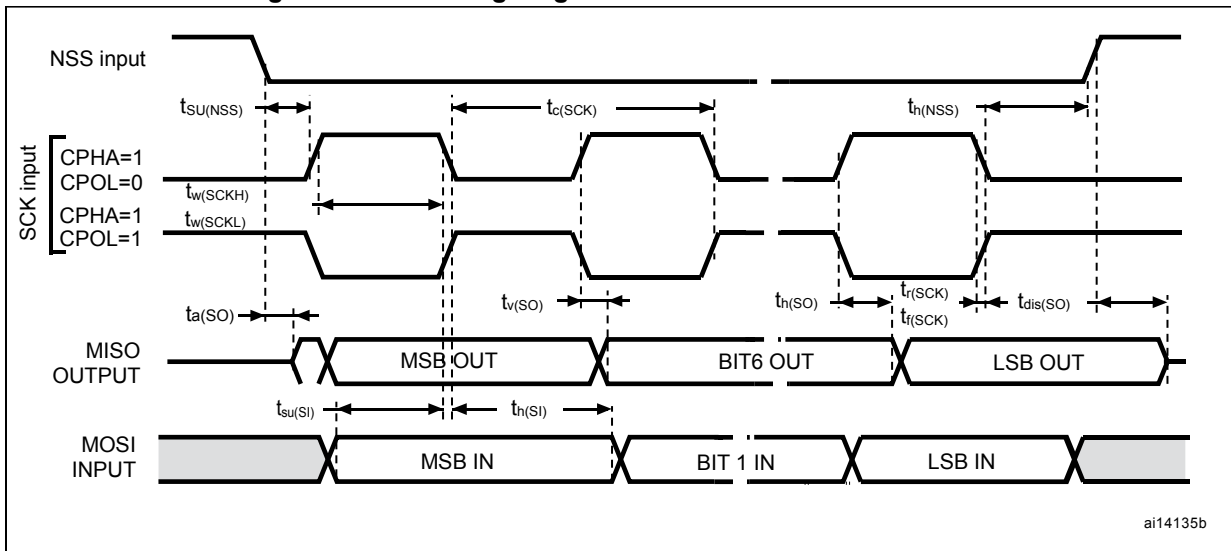 NSS input
tSU(NSS)
tc(SCK)
th(NSS)
SCK input
CPHA=1
CPOL=0
tw(SCKH)
CPHA=1
tw(SCKL)
CPOL=1
ta(SO)
tv(SO)
th(SO)
tr(SCK)
tf(SCK)
tdis(SO)
MISO
OUTPUT
MSB OUT
BIT6 OUT
LSB OUT
tsu(SI)
th(SI)
MOSI
INPUT
MSB IN
BIT 1 IN
LSB IN
ai14135b